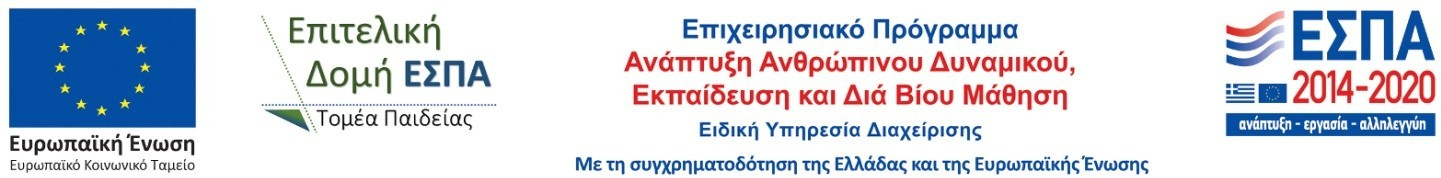 Ευρωπαϊκή Ένωση
Ευρωπαϊκό Κοινωνικό Ταμείο
Επιτελική
Δομή ΕΣΠΑ
Τομέα Παιδείας
Επιχειρησιακό Πρόγραμμα
Ανάπτυξη Ανθρώπινου Δυναμικού,
Εκπαίδευση και Διά Βίου Μάθηση
Ειδική Υπηρεσία Διαχείρισης
Με τη συγχρηματοδότηση της Ελλάδας και της Ευρωπαϊκής Ένωσης
ΕΣΠΑ
2014-2020
ανάπτυξη - εργασία - αλληλεγγύη